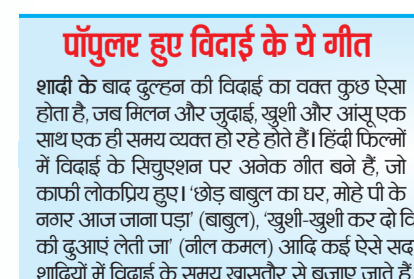 पॉपुलर हुए विदाई के ये गीत
शादी के बाद दुल्हन की विदाई का वक्त कुछ ऐसा
होता है, जब मिलन और जुदाई, खुशी और आंसू एक
साथ एक ही समय व्यक्त हो रहे होते हैं। हिंदी फिल्मों
में विदाई के सिचुएशन पर अनेक गीत बने हैं, जो
काफी लोकप्रिय हुए। ‘छोड़ बाबुल का घर, मोहे पी के
नगर आज जाना पड़ा’ (बाबुल), ‘खुशी-खुशी कर दो
की दुआएं लेती जा’ (नील कमल) आदि कई ऐसे
शादियों में विदाई के समय खासतौर से बजाए जाते हैं